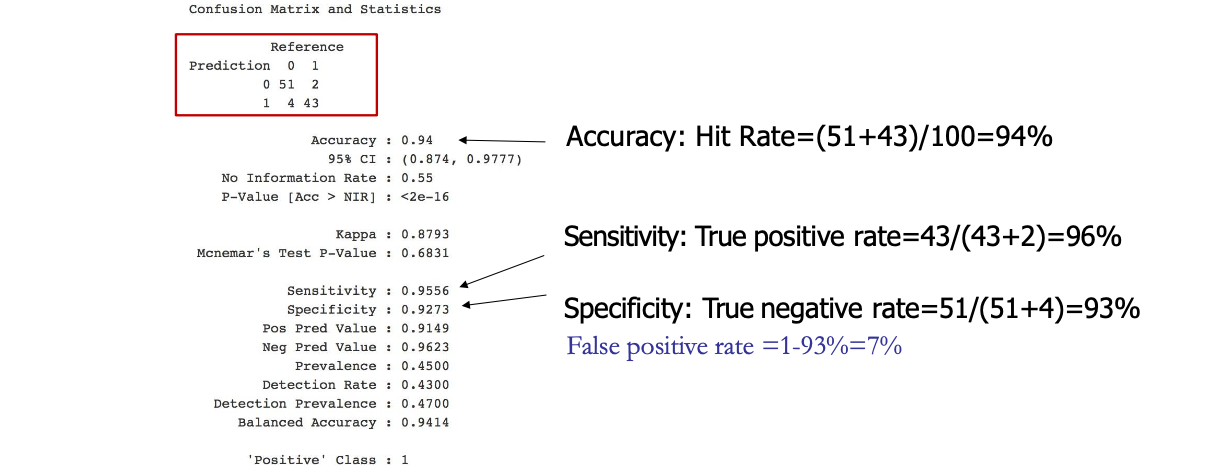 Confusion Matrix and Statistics
Reference
Prediction 0 1
0 51 2
1 4 43
Accuracy : 0.94
95% CI : (0.874, 0.9777)
No Information Rate : 0.55
P-Value [Acc > NIR] : <2e-16
Kappa : 0.8793
Mcnemar's Test P-Value : 0.6831
Sensitivity : 0.9556
Specificity : 0.9273
Pos Pred Value : 0.9149
Neg Pred Value : 0.9623
Prevalence : 0.4500
Detection Rate : 0.4300
Detection Prevalence : 0.4700
Balanced Accuracy : 0.9414
'Positive' Class : 1
Accuracy: Hit Rate=(51+43)/100=94%
Sensitivity: True positive rate=43/(43+2)=96%
Specificity: True negative rate=51/(51+4)=93%
False positive rate =1-93%=7%